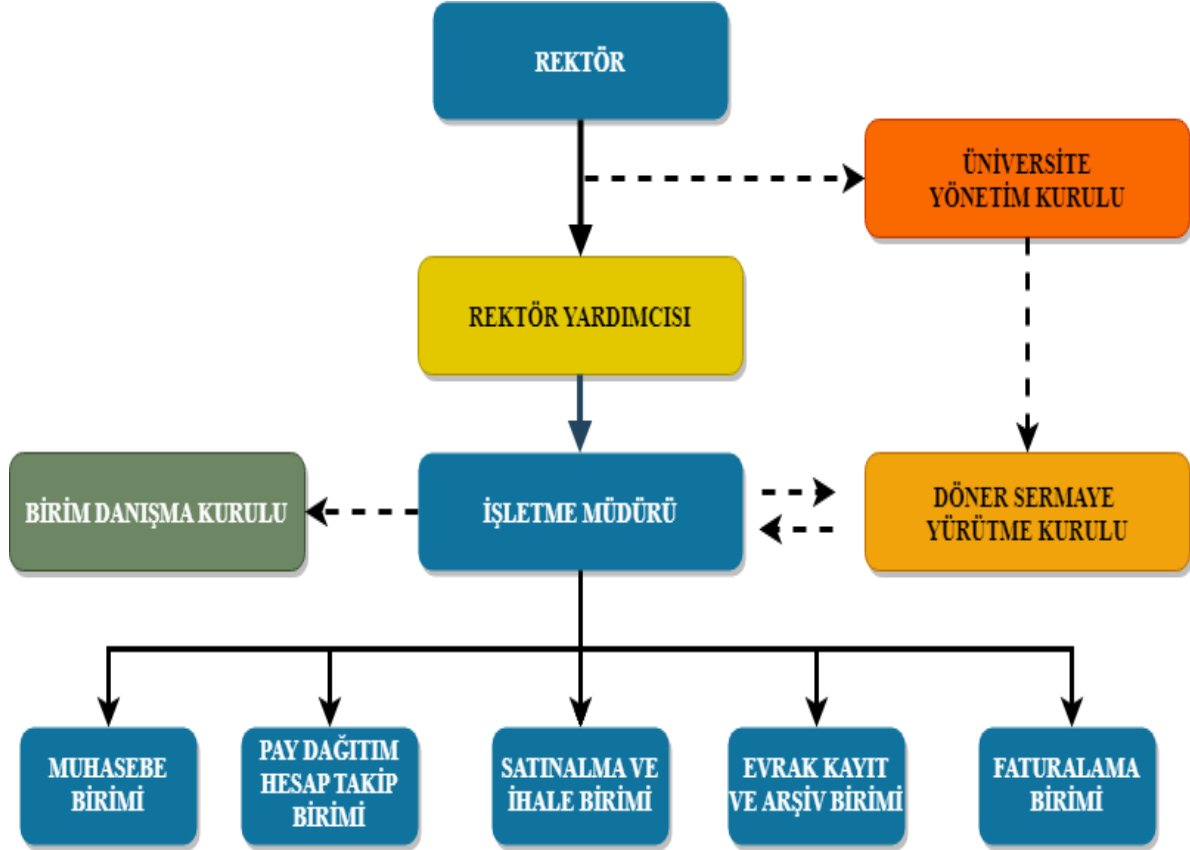 REKTÖR
ÜNİVERSİTE
YÖNETİM KURULU
REKTÖR YARDIMCISI
BİRİM DANIŞMA KURULU
İŞLETME MÜDÜRÜ
DÖNER SERMAYE
YÜRÜTME KURULU
MUHASEBE
BİRİMİ
PAY DAĞITIM
HESAP TAKİP
BİRİMİ
SATINALMA VE
İHALE BİRİMİ
EVRAK KAYIT
VE ARŞİV BİRİMİ
FATURALAMA
BİRİMİ